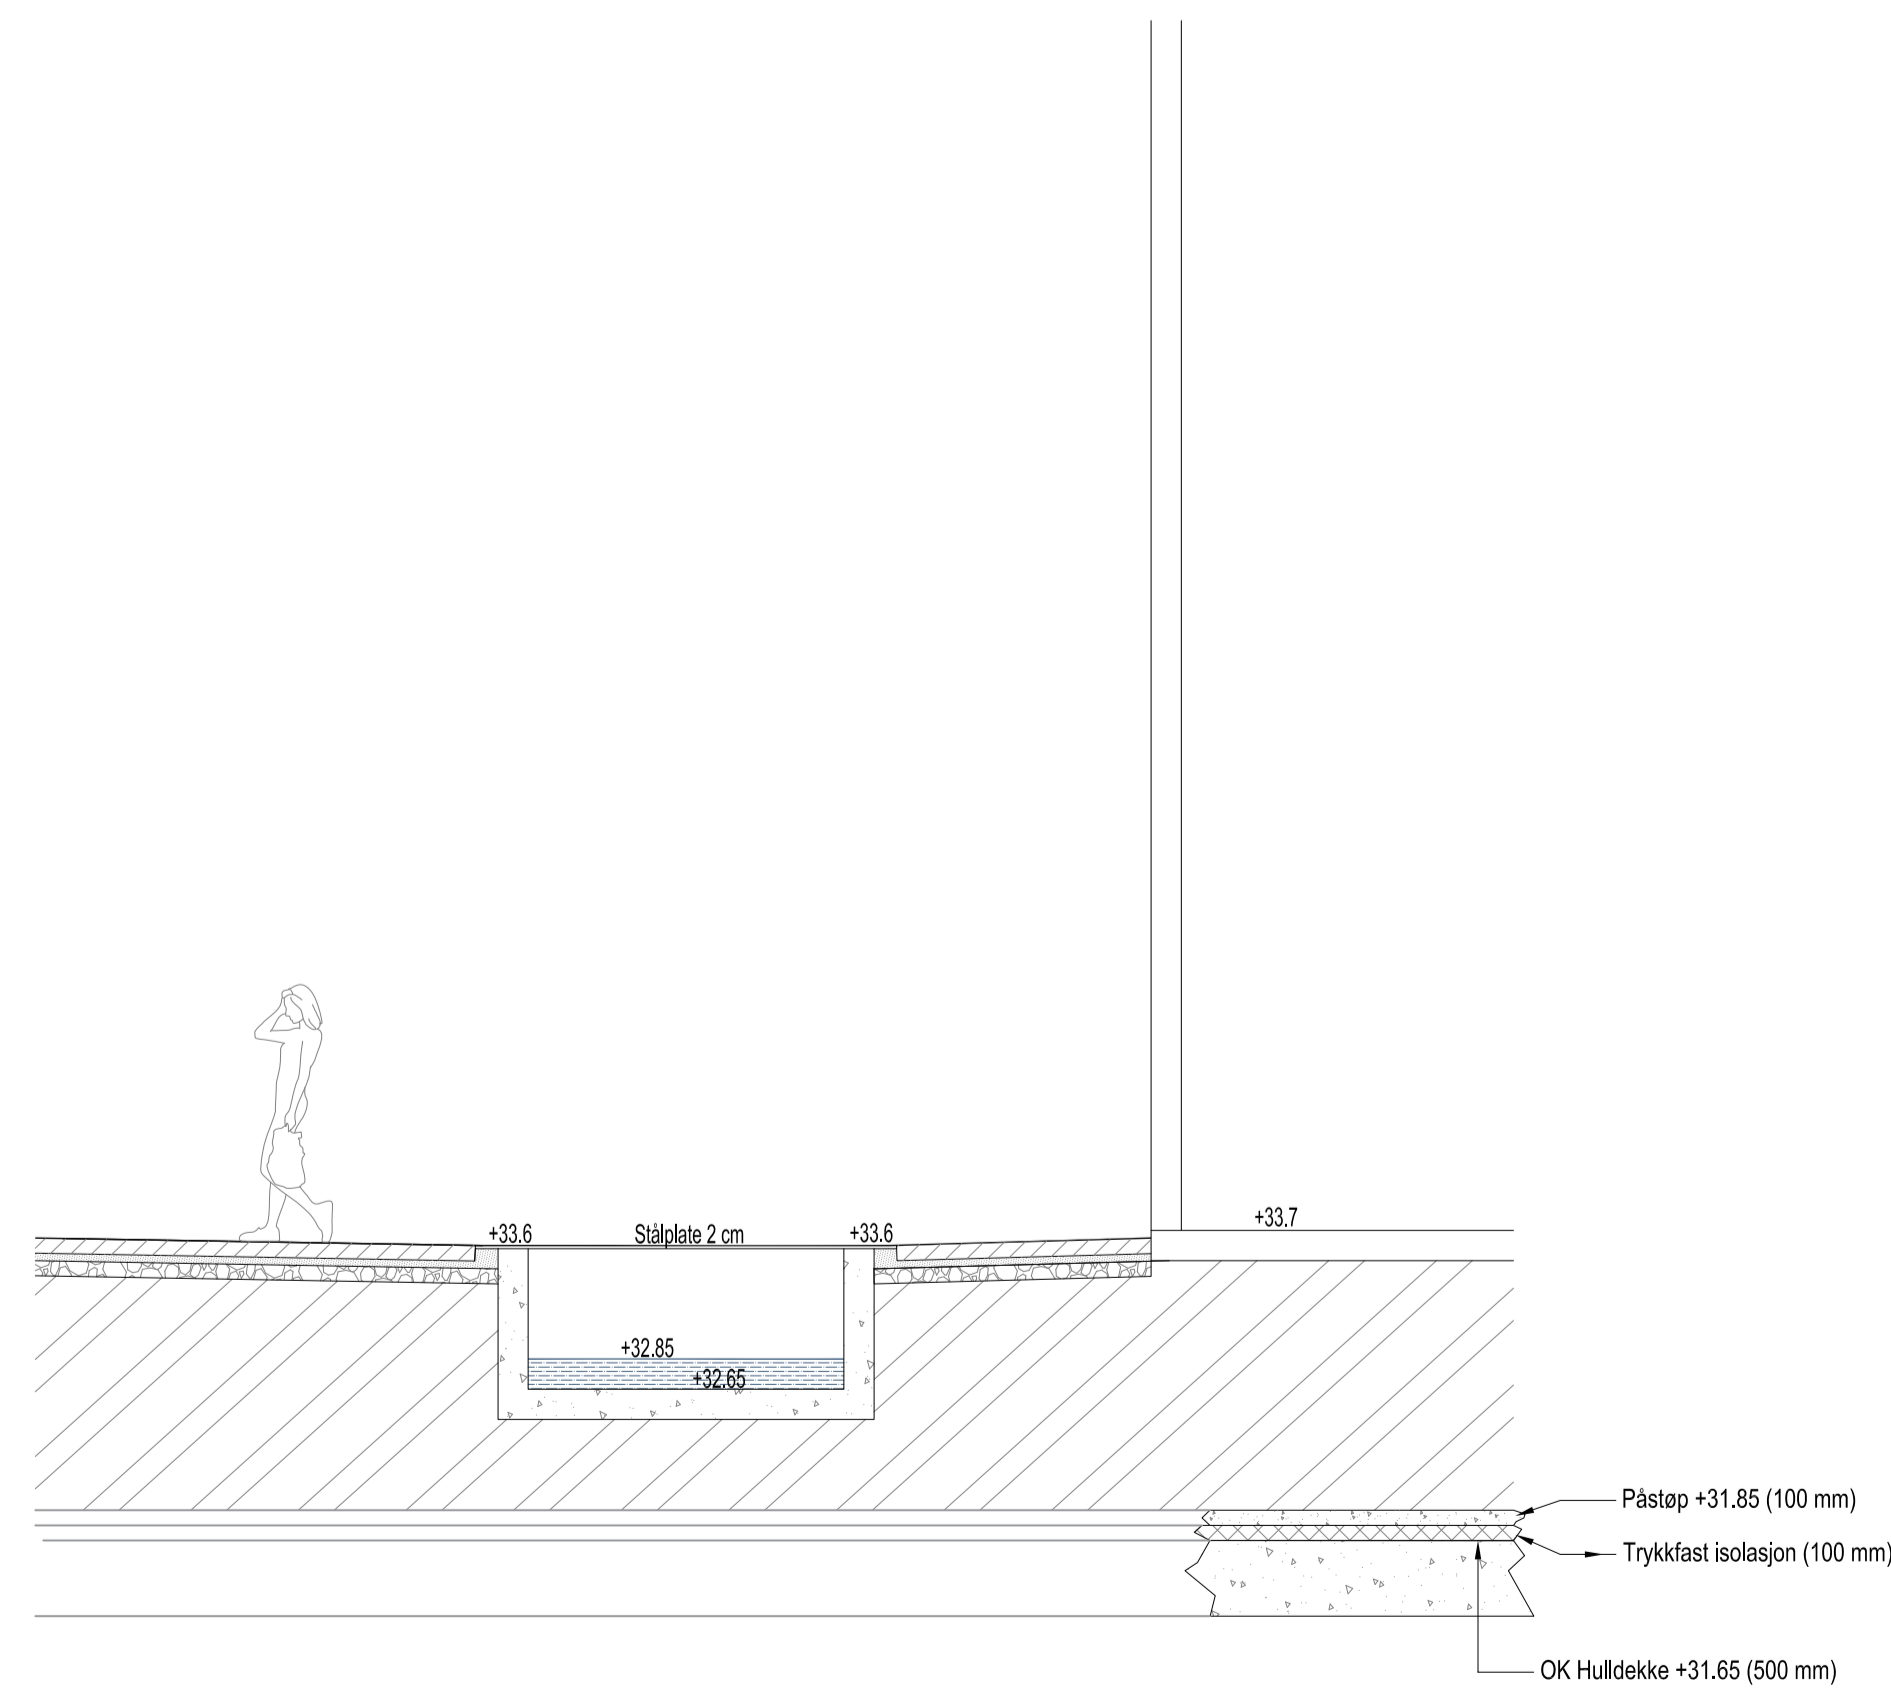 +33.7
+33.6
Stålplate 2 cm
+33.6
+32.85
+32.65
Påstøp +31.85 (100 mm)
Trykkfast isolasjon (100 mm)
OK Hulldekke +31.65 (500 mm)